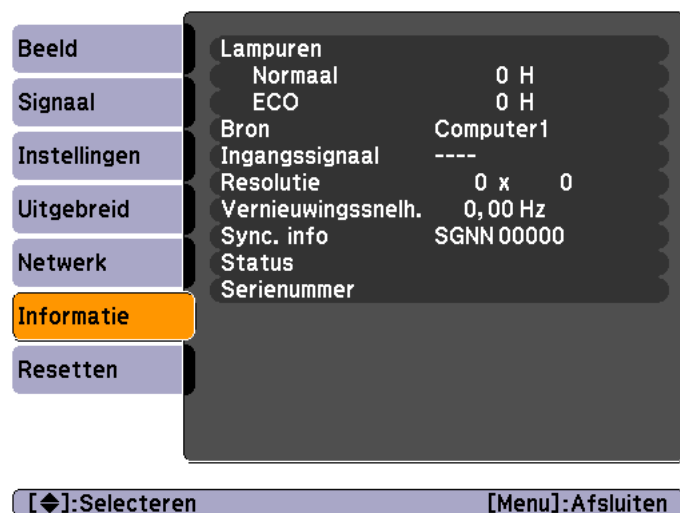 Beeld
Signaal
Instellingen
Uitgebreid
Netwerk
Informatie
Resetten
Lampuren
Normaal 0 H
ECO 0 H
Bron Computer1
Ingangssignaal ----
Resolutie 0 x 0
Vernieuwingssnelh. 0,00 Hz
Sync. info SGNN 00000
Status
Serienummer
[◆]:Selecteren [Menu]:Afsluiten